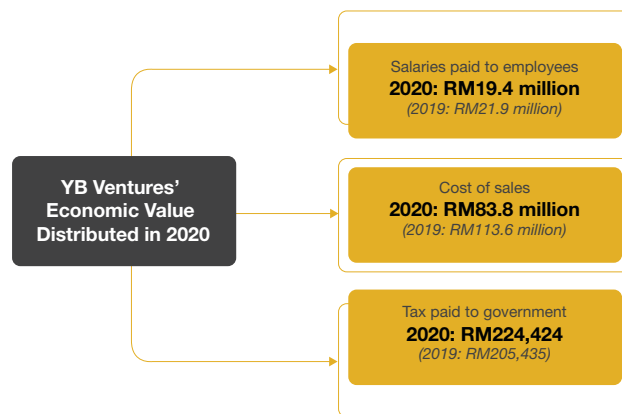 YB Ventures’
Economic Value
Distributed in 2020
Salaries paid to employees
2020: RM19.4 million
(2019: RM21.9 million)
Cost of sales
2020: RM83.8 million
(2019: RM113.6 million)
Tax paid to government
2020: RM224,424
(2019: RM205,435)